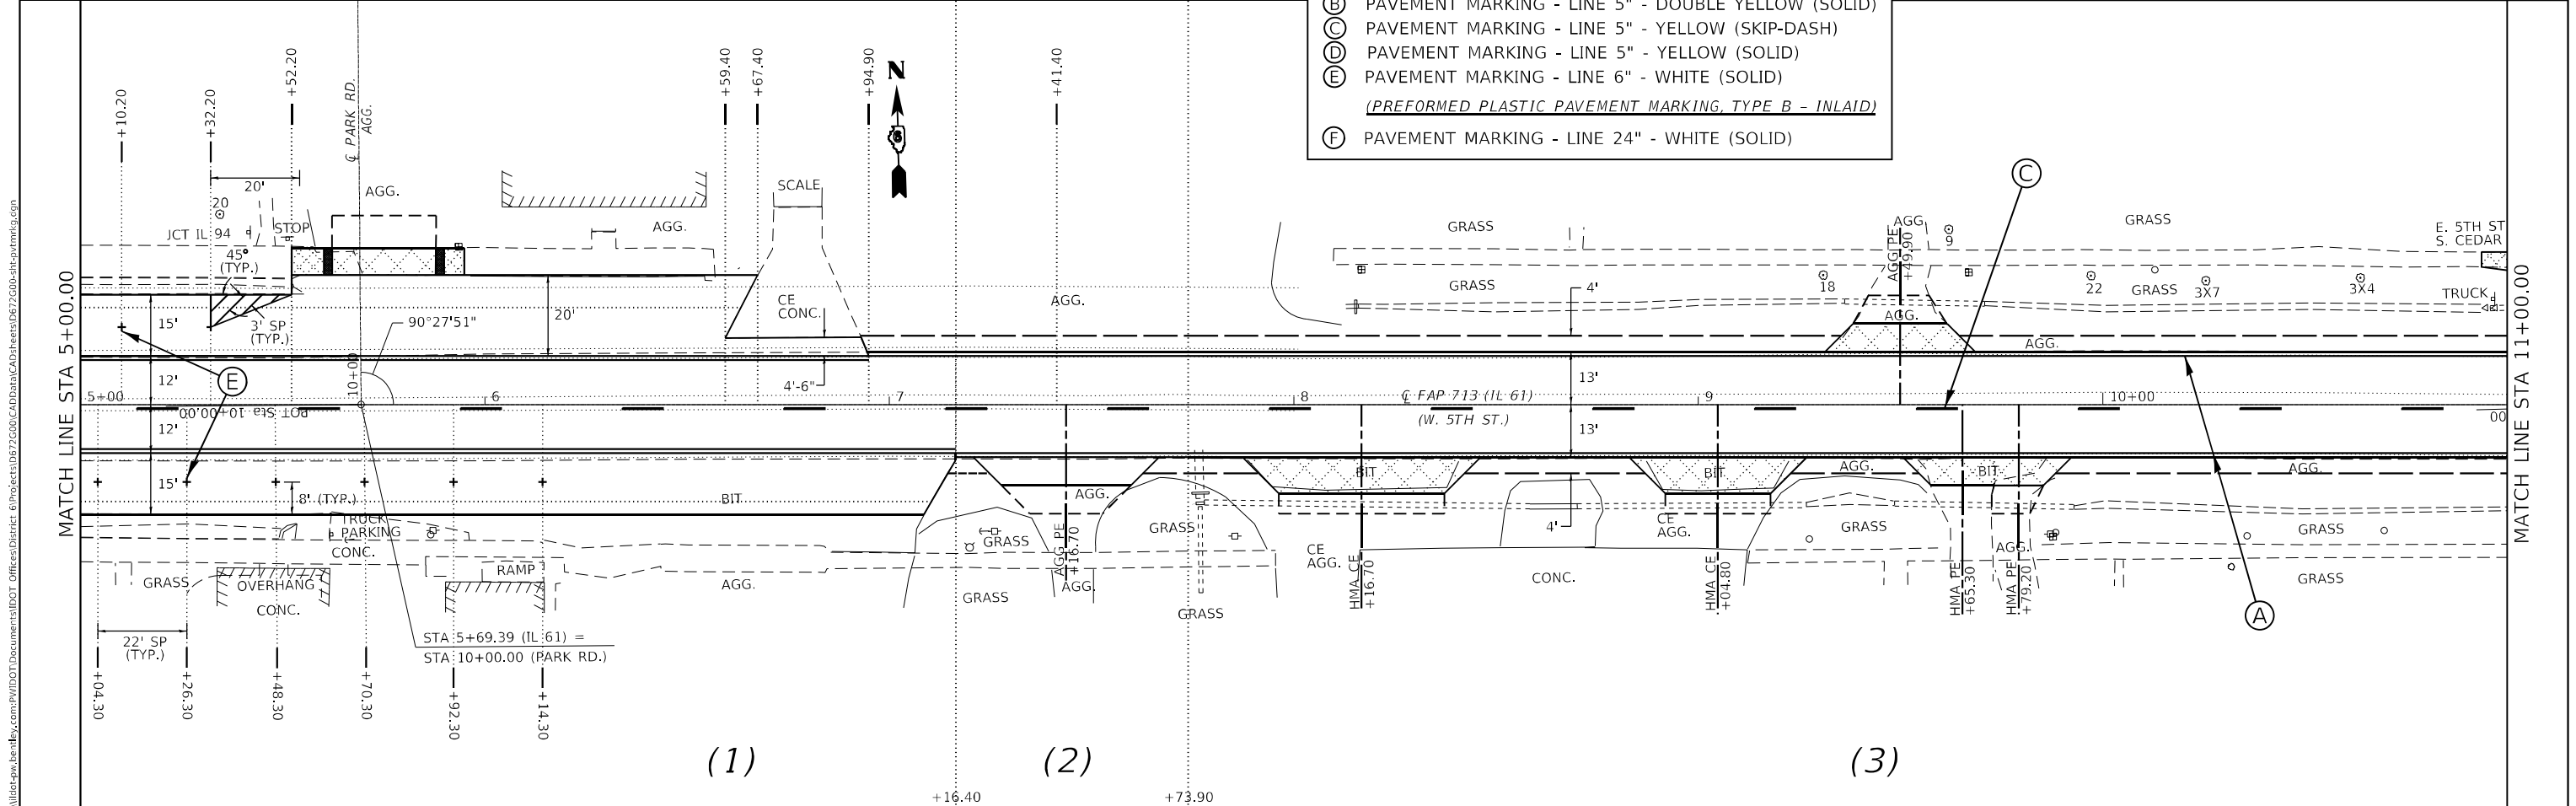 Ⓑ PAVEMENT MARKING - LINE 5" - DOUBLE YELLOW (SOLID)
Ⓒ PAVEMENT MARKING - LINE 5" - YELLOW (SKIP-DASH)
Ⓓ PAVEMENT MARKING - LINE 5" - YELLOW (SOLID)
Ⓔ PAVEMENT MARKING - LINE 6" - WHITE (SOLID)
(PREFORMED PLASTIC PAVEMENT MARKING, TYPE B - INLAID)
Ⓕ PAVEMENT MARKING - LINE 24" - WHITE (SOLID)
+10.20
+32.20
+52.20
℄ PARK RD.
AGG.
+59.40
+67.40
+94.90
N
6
+41.40
20'
20
JCT IL 94
STOP
45°
(TYP.)
AGG.
AGG.
SCALE
AGG.
GRASS
GRASS
AGG
AGG PE
+49.90
9
GRASS
E. 5TH ST
S. CEDAR
18
22
GRASS
3X7
3X4
TRUCK
MATCH LINE STA 5+00.00
MATCH LINE STA 11+00.00
15'
3' SP
(TYP.)
90°27'51"
20'
CE
CONC.
4'
AGG.
AGG.
Ⓒ
Ⓔ
12'
10+00
4'-6"
13'
5+00
POT Sta 10+00.00
6
7
8
℄ FAP 713 (IL 61)
(W. 5TH ST.)
9
10+00
00
12'
13'
15'
8' (TYP.)
BIT
AGG.
BIT
BIT
AGG.
BIT
AGG.
TRUCK
PARKING
CONC.
GRASS
OVERHANG
CONC.
RAMP
AGG.
GRASS
GRASS
AGG PE
+16.70
AGG.
GRASS
GRASS
CE
AGG.
HMA CE
+16.70
4'
CONC.
CE
AGG.
HMA CE
+04.80
GRASS
HMA PE
+65.30
AGG.
HMA PE
+79.20
GRASS
GRASS
Ⓐ
22' SP
(TYP.)
STA 5+69.39 (IL 61) =
STA 10+00.00 (PARK RD.)
+04.30
+26.30
+48.30
+70.30
+92.30
+14.30
(1)
(2)
(3)
+16.40
+73.90